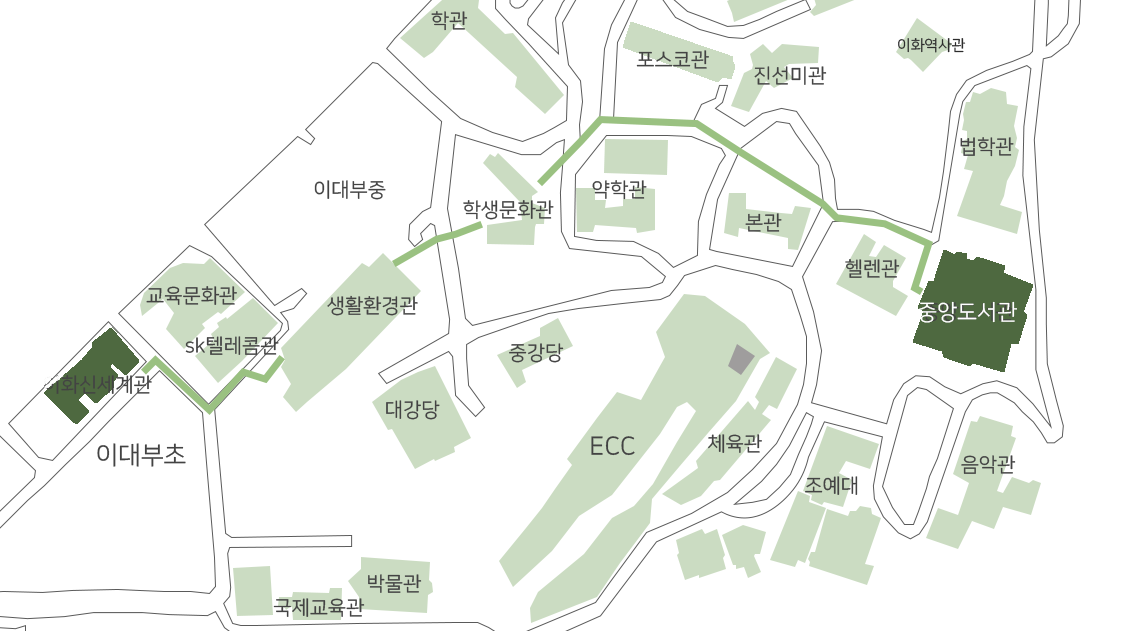 학관
이화역사관
포스코관
진선미관
법학관
이대부중
약학관
학생문화관
본관
헬렌관
교육문화관
생활환경관
중앙도서관
sk텔레콤관
중강당
이화신세계관
대강당
ECC
체육관
이대부초
음악관
조예대
박물관
국제교육관